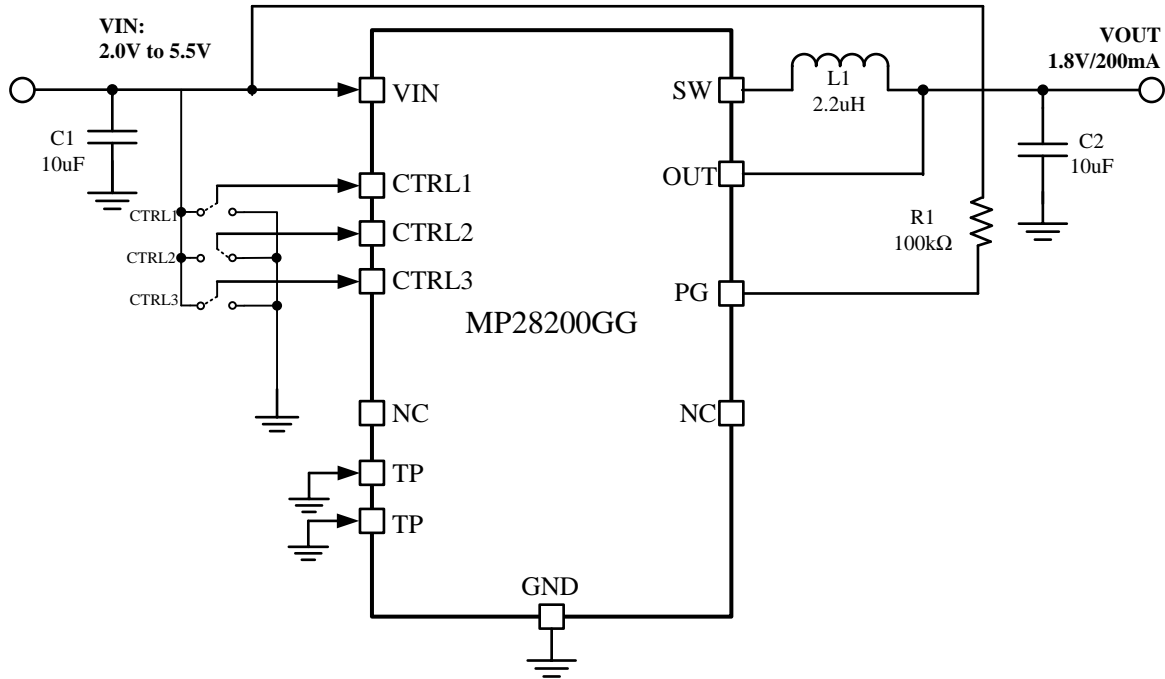 VIN:
2.0V to 5.5V
VOUT
1.8V/200mA
VIN
SW
L1
2.2uH
C1
10uF
C2
10uF
CTRL1
OUT
CTRL1
CTRL2
R1
100kΩ
CTRL2
CTRL3
CTRL3
PG
MP28200GG
NC
NC
TP
TP
GND